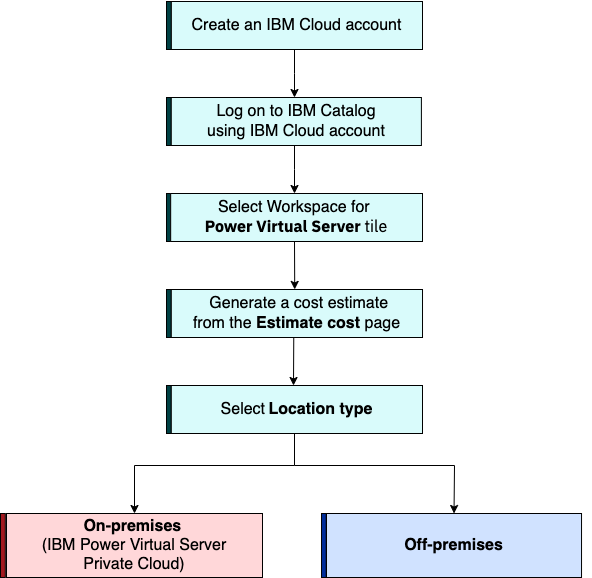 Create an IBM Cloud account
Log on to IBM Catalog
using IBM Cloud account
Select Workspace for
Power Virtual Server tile
Generate a cost estimate
from the Estimate cost page
Select Location type
On-premises
(IBM Power Virtual Server
Private Cloud)
Off-premises